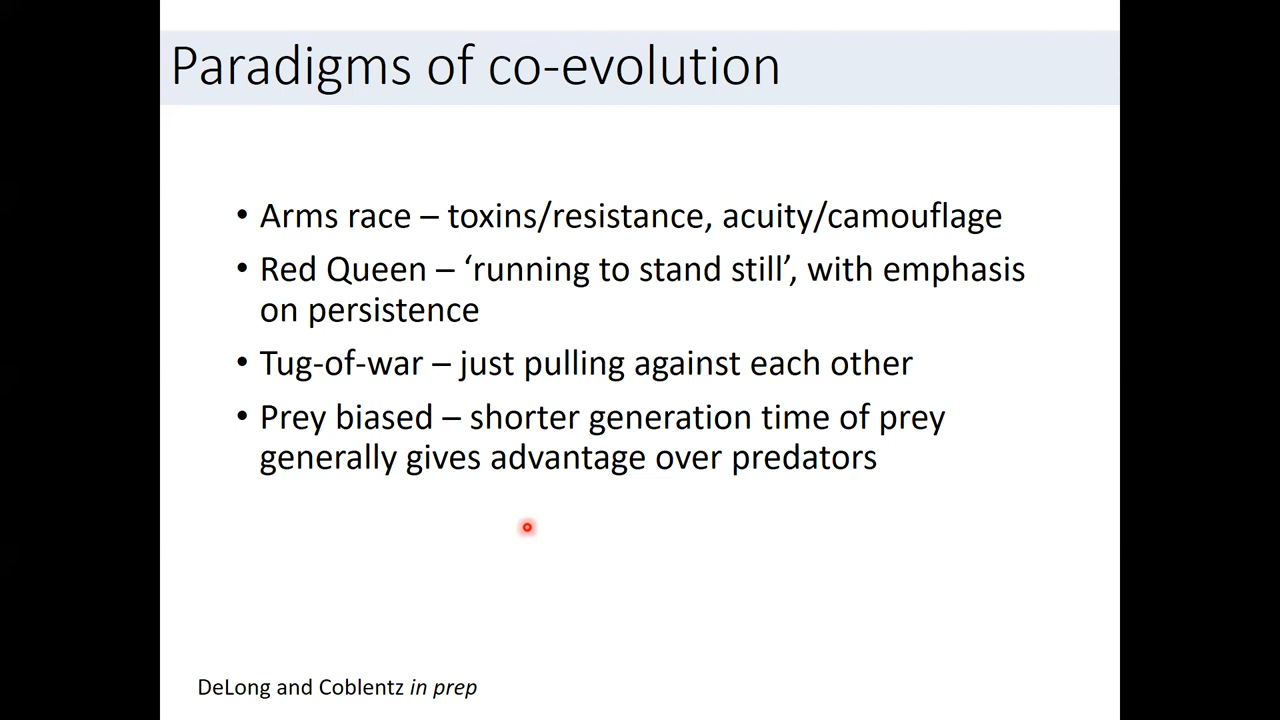 Paradigms of co-evolution
• Arms race – toxins/resistance, acuity/camouflage
• Red Queen – ‘running to stand still’, with emphasis
on persistence
• Tug-of-war – just pulling against each other
• Prey biased – shorter generation time of prey
generally gives advantage over predators
DeLong and Coblentz in prep